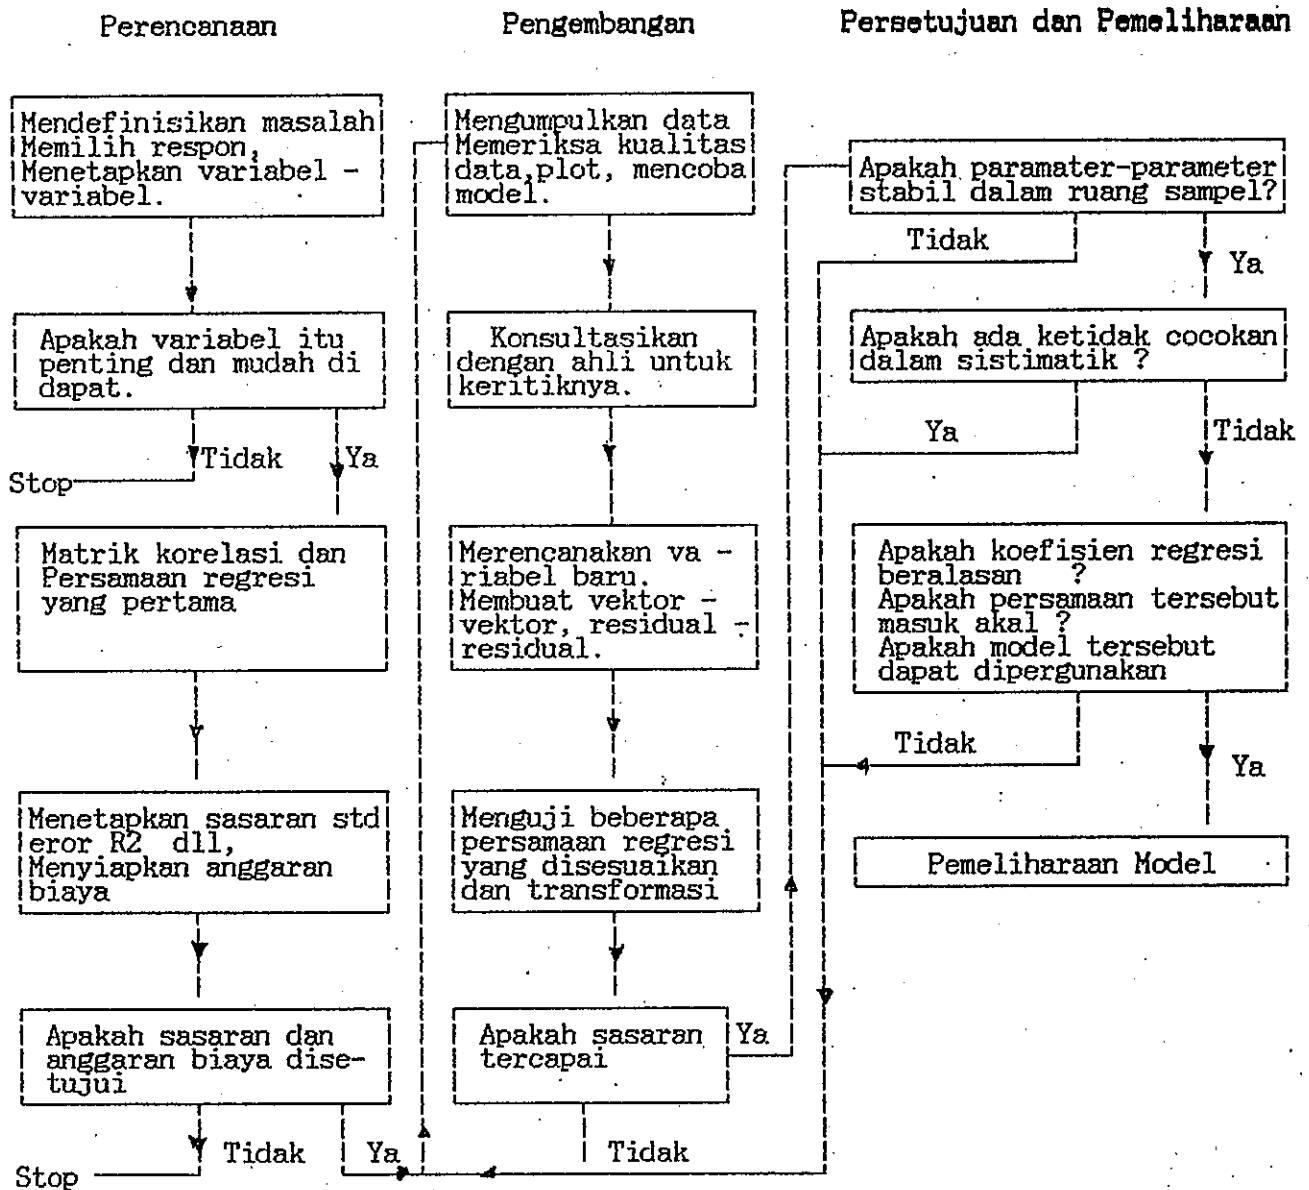 Perencanaan
Mendefinisikan masalah
Memilih respon,
Menetapkan variabel -
variabel.
Apakah variabel itu
penting dan mudah di
dapat.
Tidak
Ya
Stop
Matrik korelasi dan
Persamaan regresi
yang pertama
Menetapkan sasaran std
eror R2 dll,
Menyiapkan anggaran
biaya
Apakah sasaran dan
anggaran biaya dise-
tujui
Tidak
Ya
Stop
Pengembangan
Mengumpulkan data
Memeriksa kualitas
data,plot, mencoba
model.
Konsultasikan
dengan ahli untuk
keritiknya.
Merencanakan va -
riabel baru.
Membuat vektor -
vektor, residual -
residual.
Menguji beberapa
persamaan regresi
yang disesuaikan
dan transformasi
Apakah sasaran
tercapai
Ya
Tidak
Persetujuan dan Pemeliharaan
Apakah paramater-parameter
stabil dalam ruang sampel?
Tidak
Ya
Apakah ada ketidak cocokan
dalam sistimatik ?
Ya
Tidak
Apakah koefisien regresi
beralasan ?
Apakah persamaan tersebut
masuk akal ?
Apakah model tersebut
dapat dipergunakan
Tidak
Ya
Pemeliharaan Model